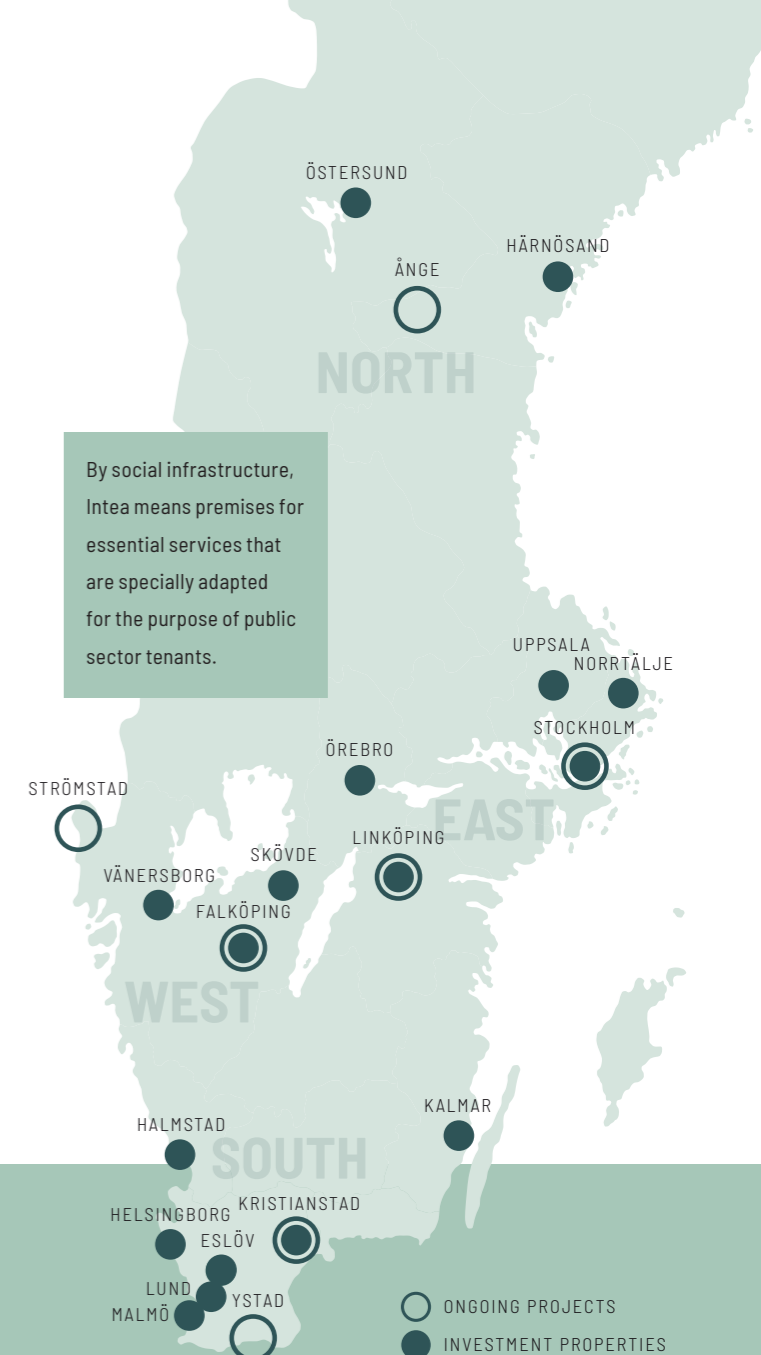 ÖSTERSUND
HÄRNÖSAND
ÅNGE
NORTH
By social infrastructure,
Intea means premises for
essential services that
are specially adapted
for the purpose of public
sector tenants.
UPPSALA
NORRTÄLJE
STOCKHOLM
ÖREBRO
STRÖMSTAD
EAST
LINKÖPING
SKÖVDE
VÄNERSBORG
FALKÖPING
WEST
KALMAR
HALMSTAD
SOUTH
KRISTIANSTAD
HELSINGBORG
ESLÖV
LUND
YSTAD
MALMÖ
ONGOING PROJECTS
INVESTMENT PROPERTIES